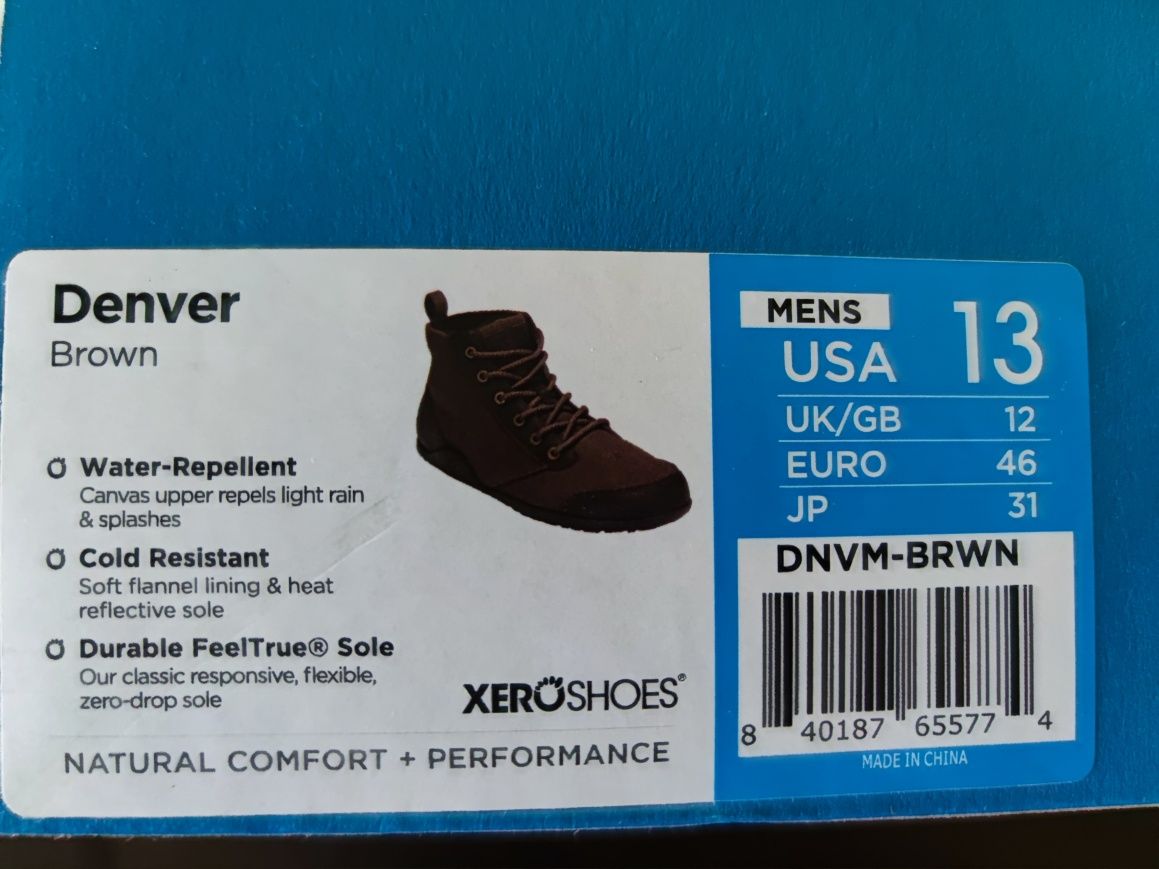 Denver
Brown
Water-Repellent
Canvas upper repels light rain
& splashes
Cold Resistant
Soft flannel lining & heat
reflective sole
Durable FeelTrue® Sole
Our classic responsive, flexible,
zero-drop sole
XEROSHOES®
NATURAL COMFORT + PERFORMANCE
MENS
USA 13
UK/GB 12
EURO 46
JP 31
DNVM-BRWN
8 40187 65577 4
MADE IN CHINA